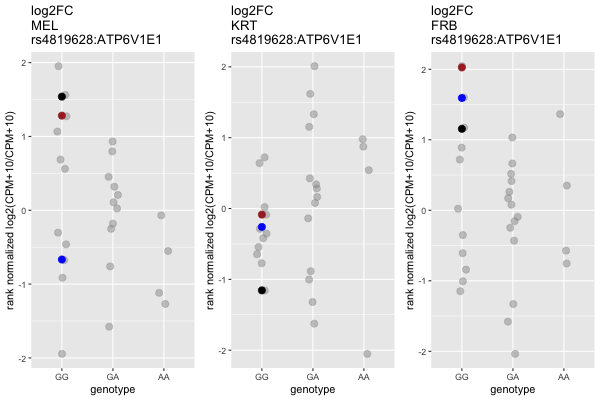 log2FC
MEL
rs4819628:ATP6V1E1
rank normalized log2(CPM+10/CPM+10)
2
1
0
-1
-2
GG
GA
AA
genotype
log2FC
KRT
rs4819628:ATP6V1E1
rank normalized log2(CPM+10/CPM+10)
2
1
0
-1
-2
GG
GA
AA
genotype
log2FC
FRB
rs4819628:ATP6V1E1
rank normalized log2(CPM+10/CPM+10)
2
1
0
-1
-2
GG
GA
AA
genotype